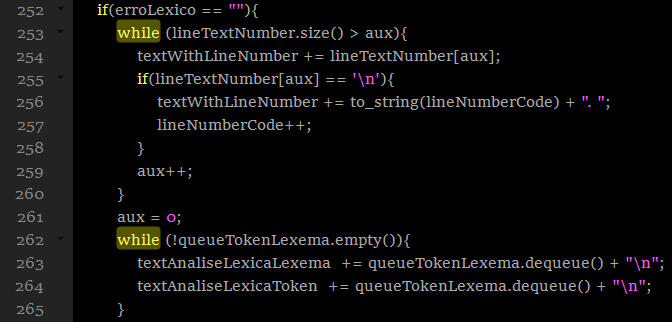 252 if(erroLexico == ""){
253 while (lineTextNumber.size() > aux){
254 textWithLineNumber += lineTextNumber[aux];
255 if(lineTextNumber[aux] == '\n'){
256 textWithLineNumber += to_string(lineNumberCode) + ". ";
257 lineNumberCode++;
258 }
259 aux++;
260 }
261 aux = 0;
262 while (!queueTokenLexema.empty()){
263 textAnaliseLexicaLexema  += queueTokenLexema.dequeue() + "\n";
264 textAnaliseLexicaToken  += queueTokenLexema.dequeue() + "\n";
265 }